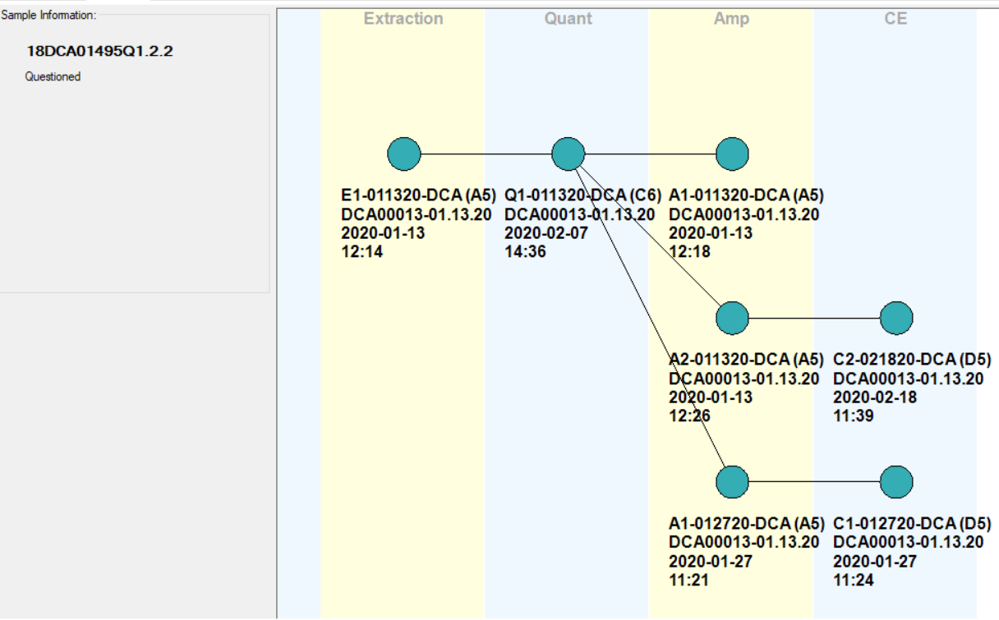 Sample Information:
18DCA01495Q1.2.2
Questioned
Extraction
Quant
Amp
CE
E1-011320-DCA (A5)
DCA00013-01.13.20
2020-01-13
12:14
Q1-011320-DCA (C6)
DCA00013-01.13.20
2020-02-07
14:36
A1-011320-DCA (A5)
DCA00013-01.13.20
2020-01-13
12:18
A2-011320-DCA (A5)
DCA00013-01.13.20
2020-01-13
12:26
C2-021820-DCA (D5)
DCA00013-01.13.20
2020-02-18
11:39
A1-012720-DCA (A5)
DCA00013-01.13.20
2020-01-27
11:21
C1-012720-DCA (D5)
DCA00013-01.13.20
2020-01-27
11:24